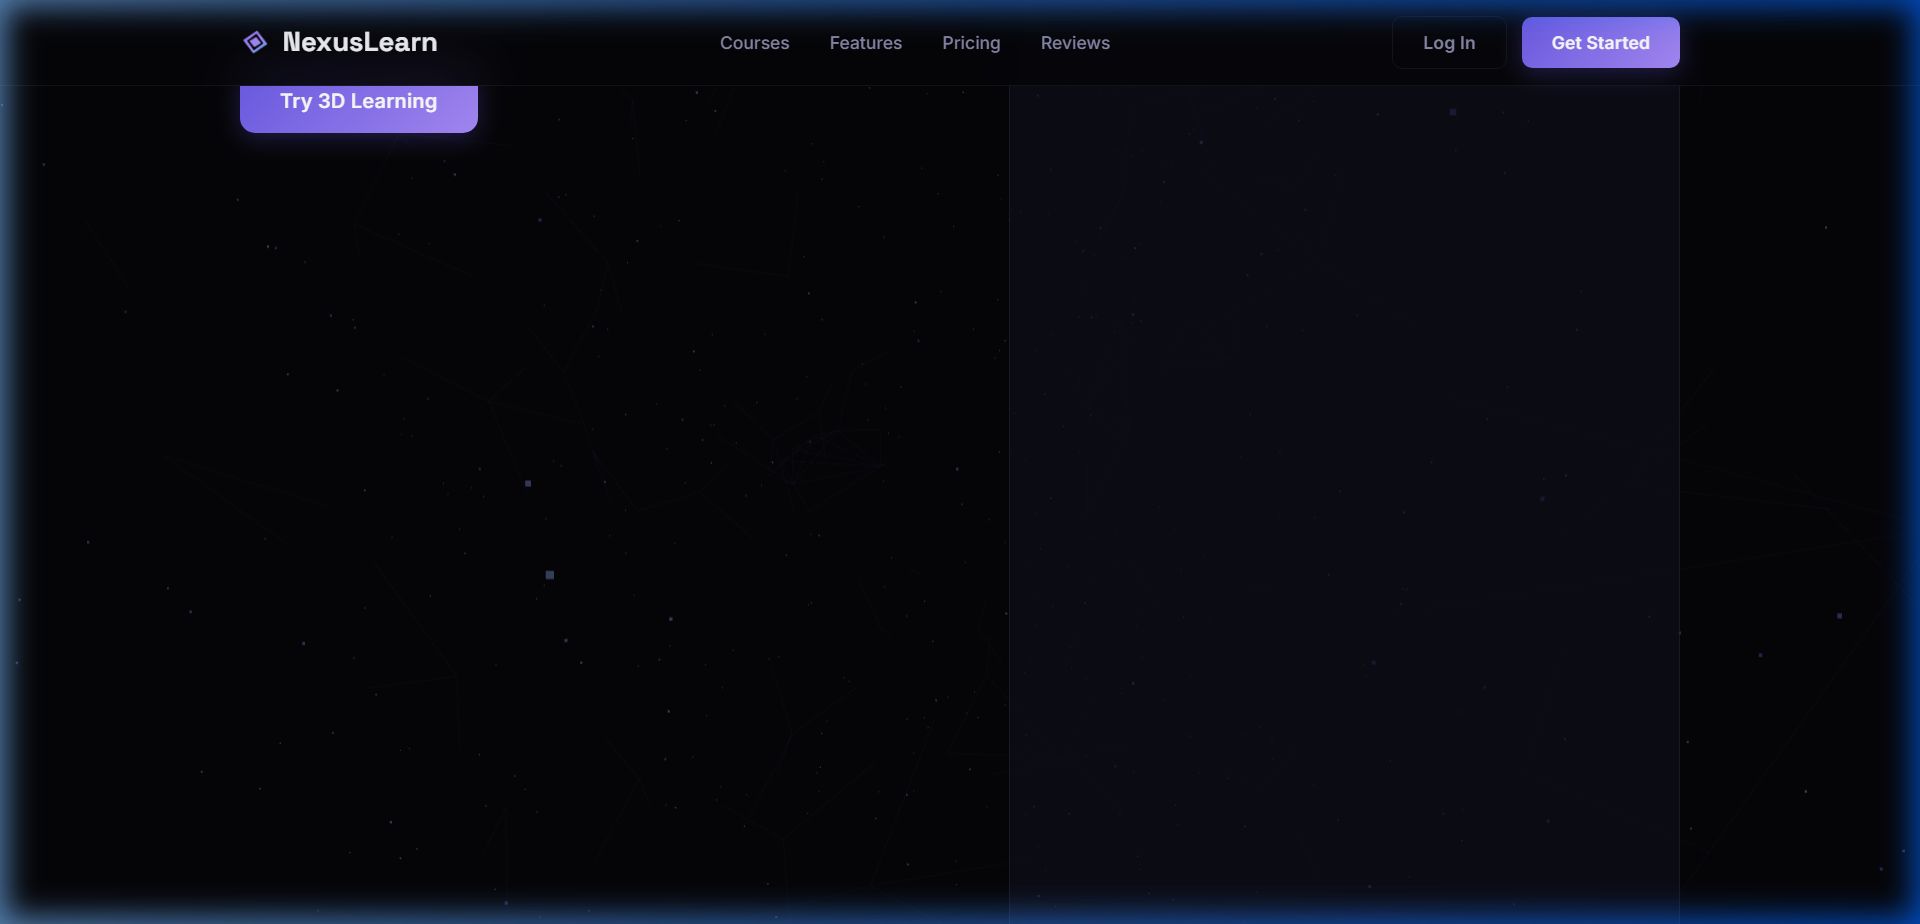 NexusLearn
Courses
Features
Pricing
Reviews
Log In
Get Started
Try 3D Learning